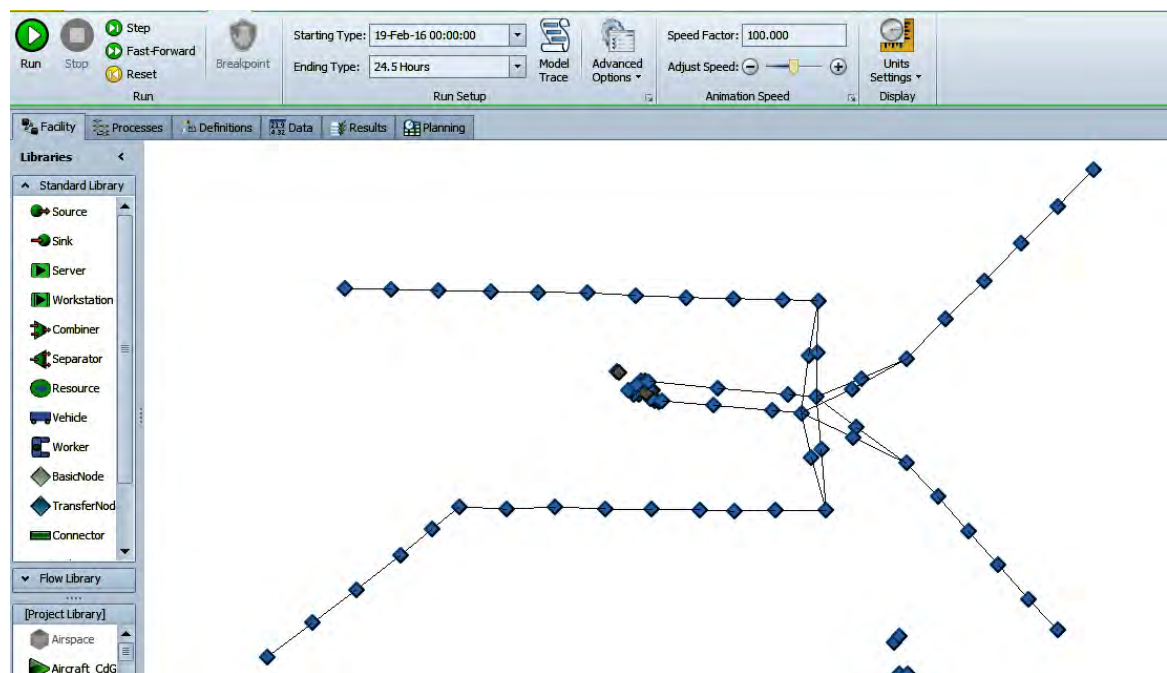 Run
Stop
Step
Fast-Forward
Reset
Run
Breakpoint
Starting Type: 19-Feb-16 00:00:00
Ending Type: 24.5 Hours
Model Trace
Advanced Options
Run Setup
Speed Factor: 100.000
Adjust Speed:
Animation Speed
Units Settings
Display
Facility Processes Definitions Data Results Planning
Libraries
Standard Library
Source
Sink
Server
Workstation
Combiner
Separator
Resource
Vehicle
Worker
BasicNode
TransferNod
Connector
Flow Library
[Project Library]
Airspace
Aircraft_CdG